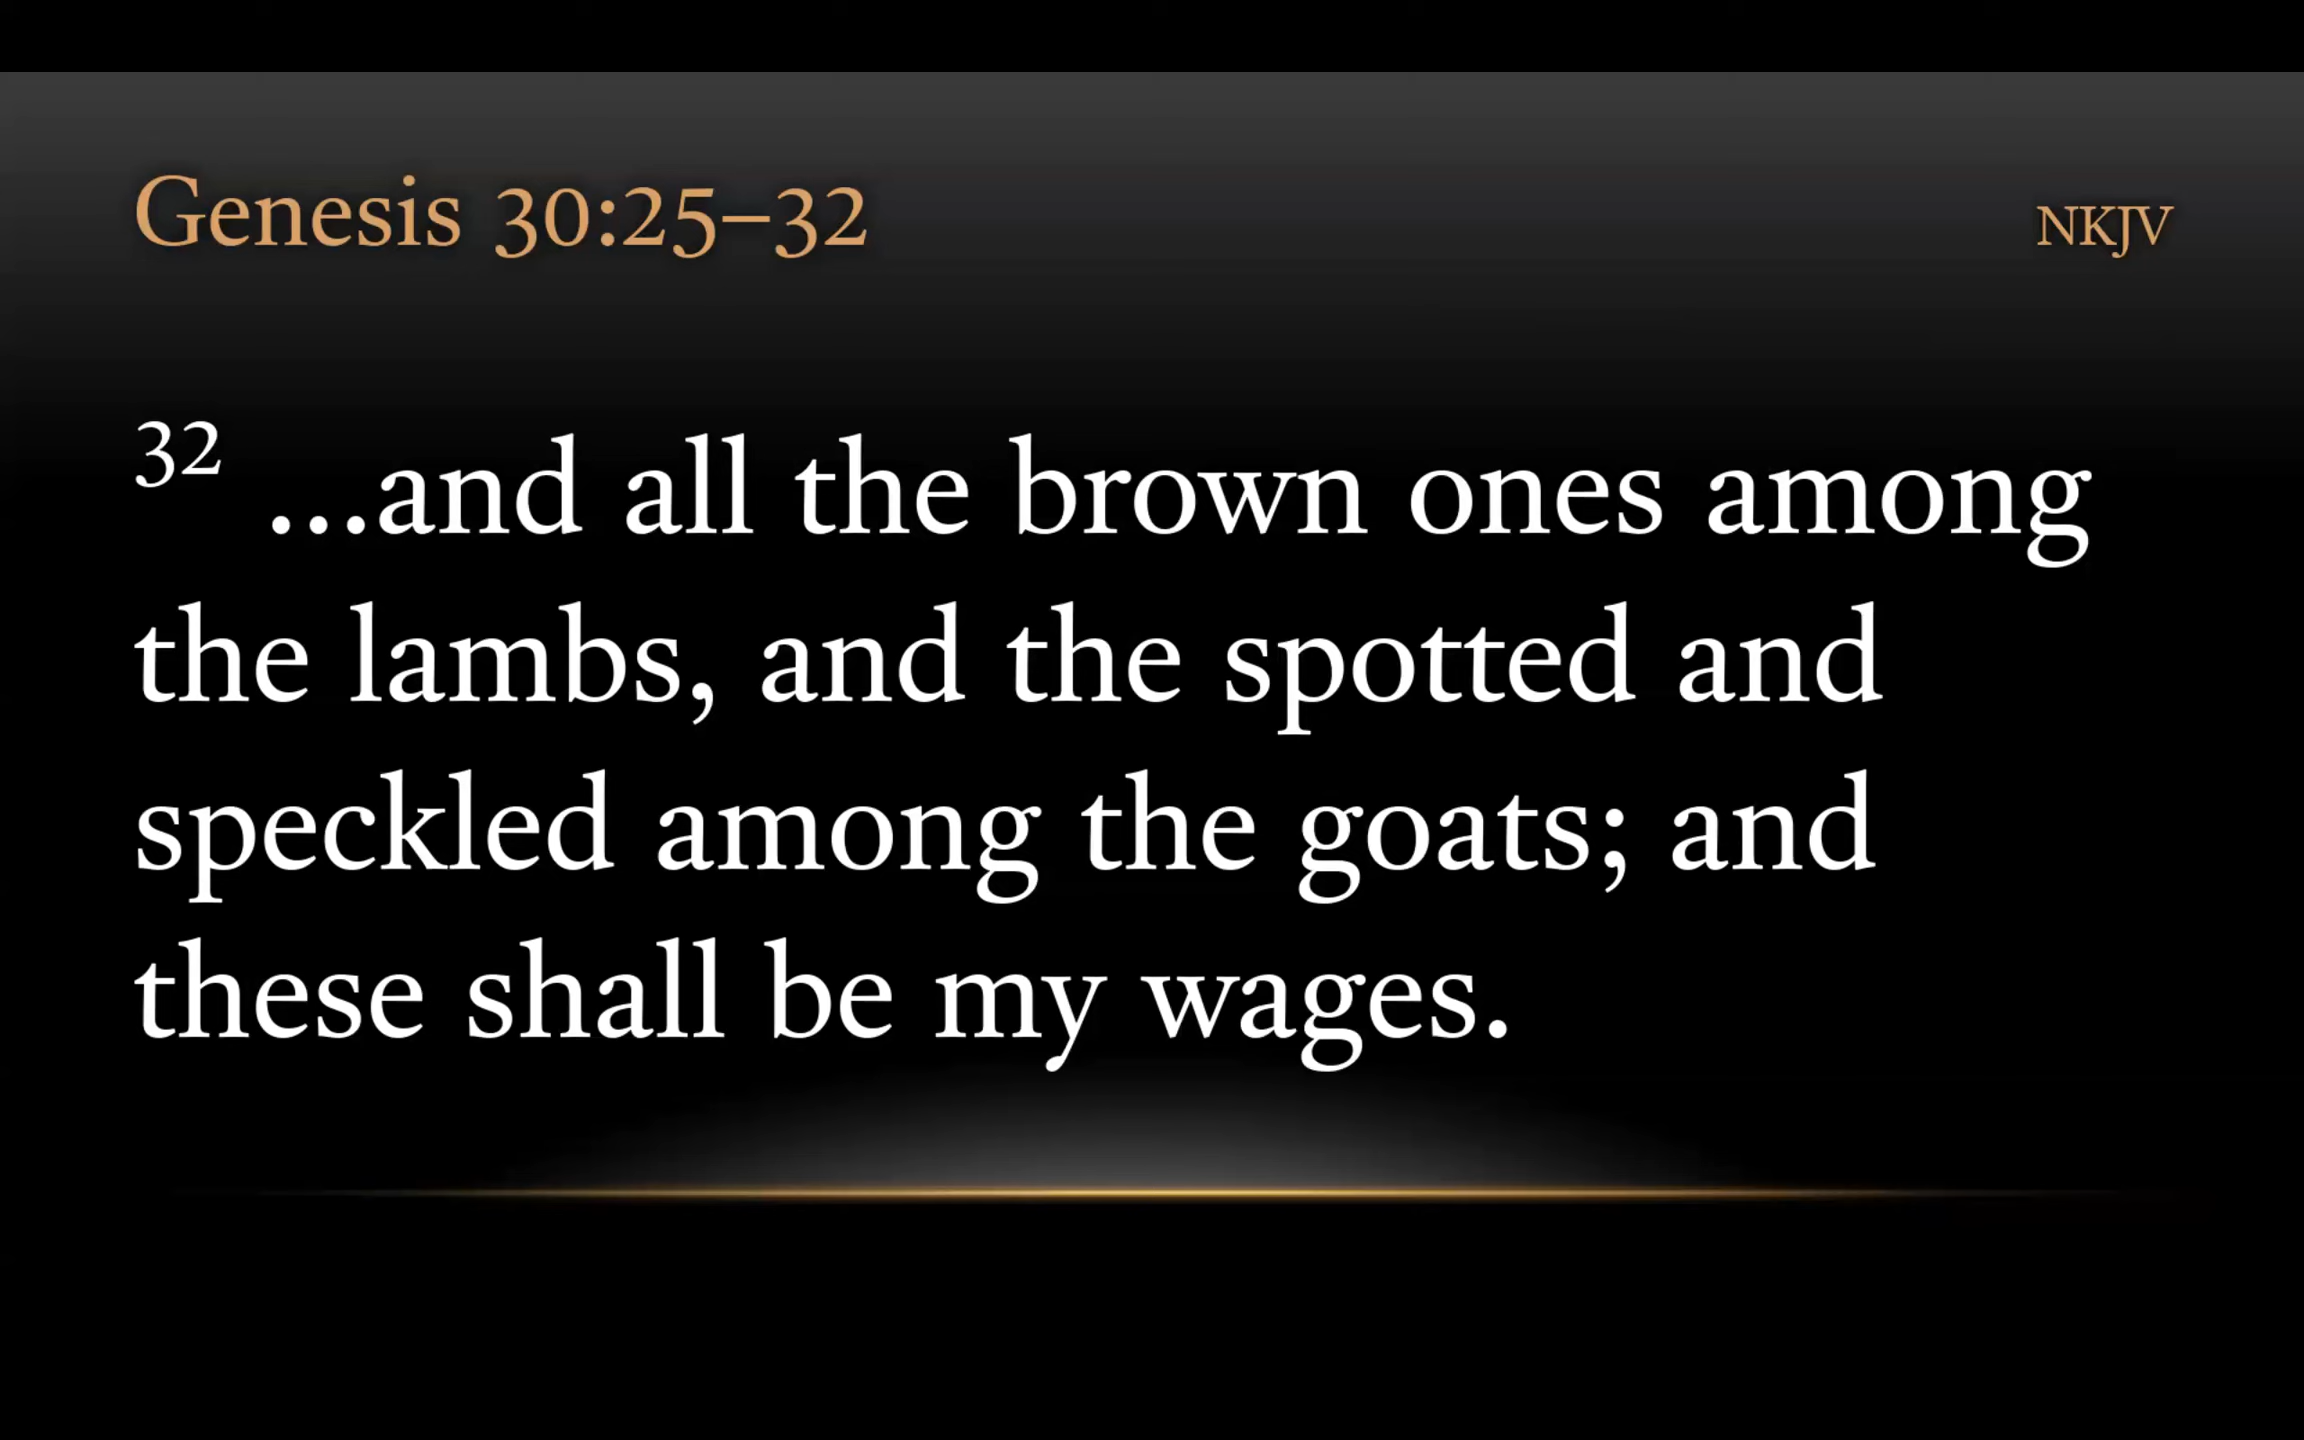 Genesis 30:25–32
NKJV
32 ...and all the brown ones among
the lambs, and the spotted and
speckled among the goats; and
these shall be my wages.